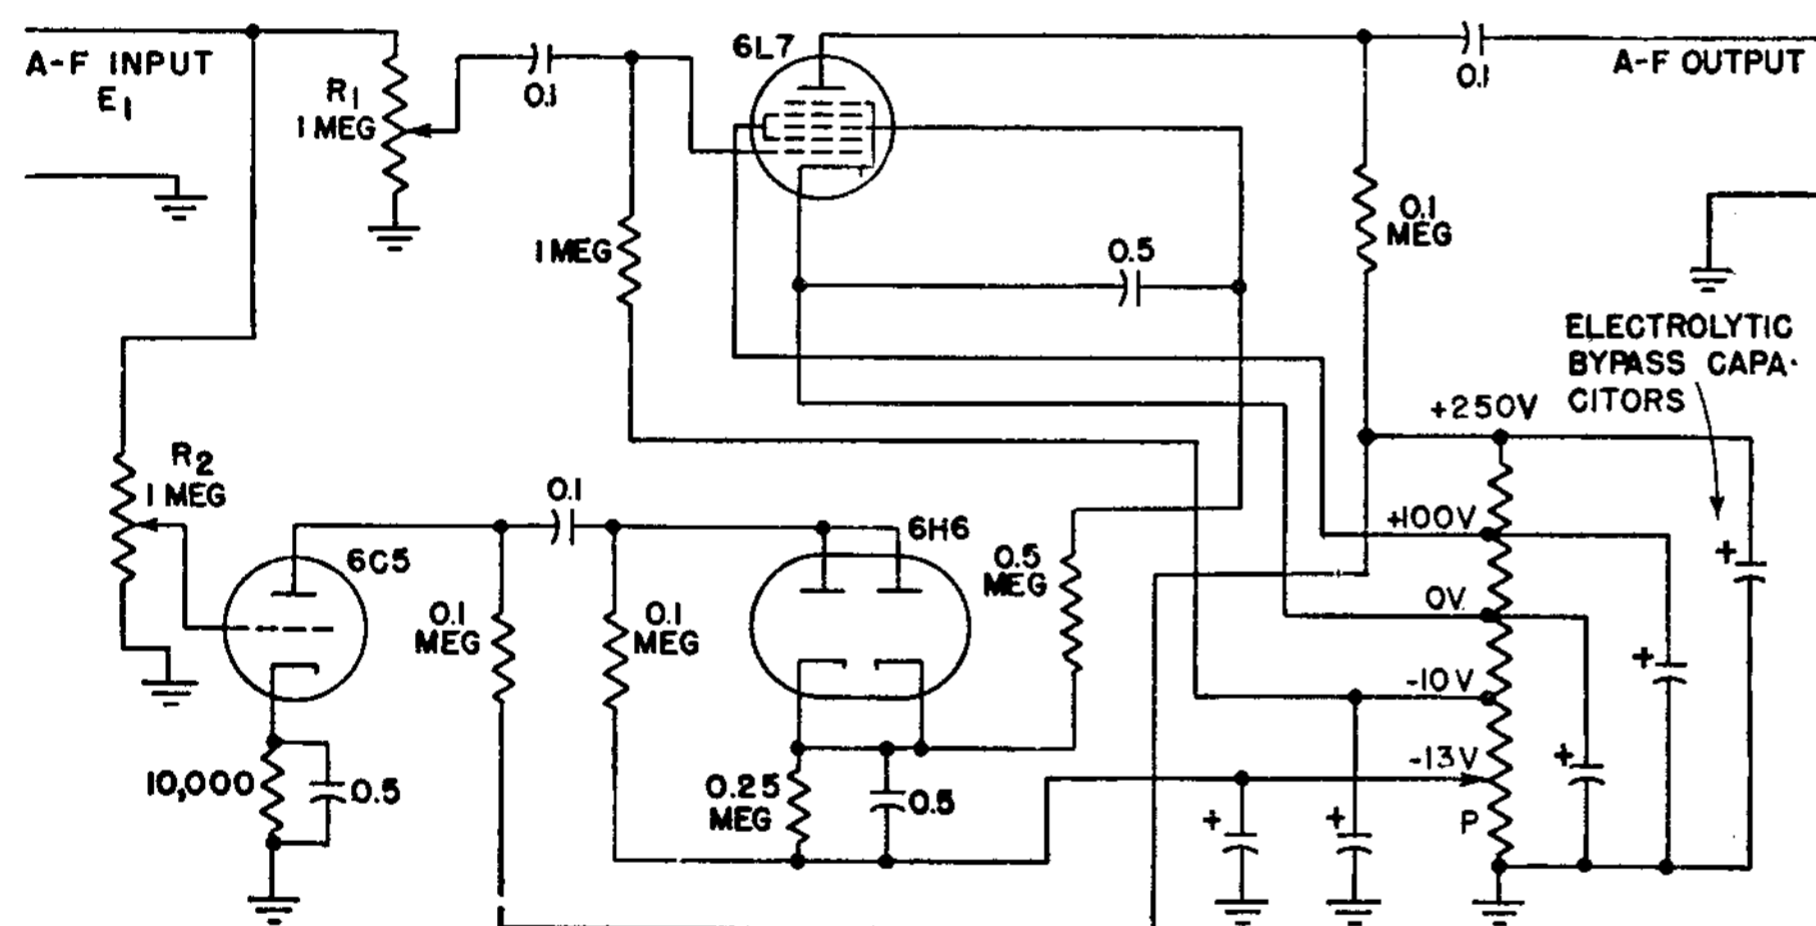 A-F INPUT
E1
R1
1 MEG
0.1
6L7
0.1
A-F OUTPUT
1 MEG
0.5
0.1
MEG
ELECTROLYTIC
BYPASS CAPA-
CITORS
+250V
R2
1 MEG
0.1
6H6
+100V
6C5
0.5
MEG
0V
0.1
MEG
0.1
MEG
-10V
-13V
10,000
0.5
0.25
MEG
0.5
P
+
+
+
+
+